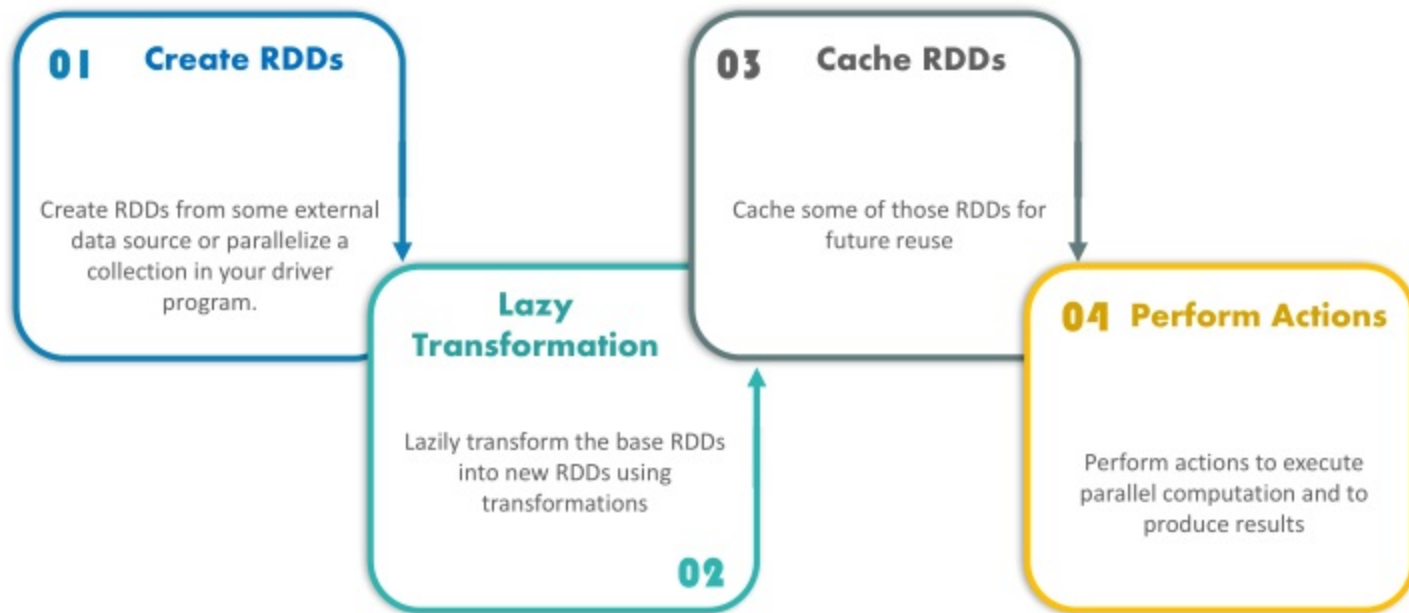 01 Create RDDs
Create RDDs from some external
data source or parallelize a
collection in your driver
program.
Lazy
Transformation
Lazily transform the base RDDs
into new RDDs using
transformations
02
03 Cache RDDs
Cache some of those RDDs for
future reuse
04 Perform Actions
Perform actions to execute
parallel computation and to
produce results